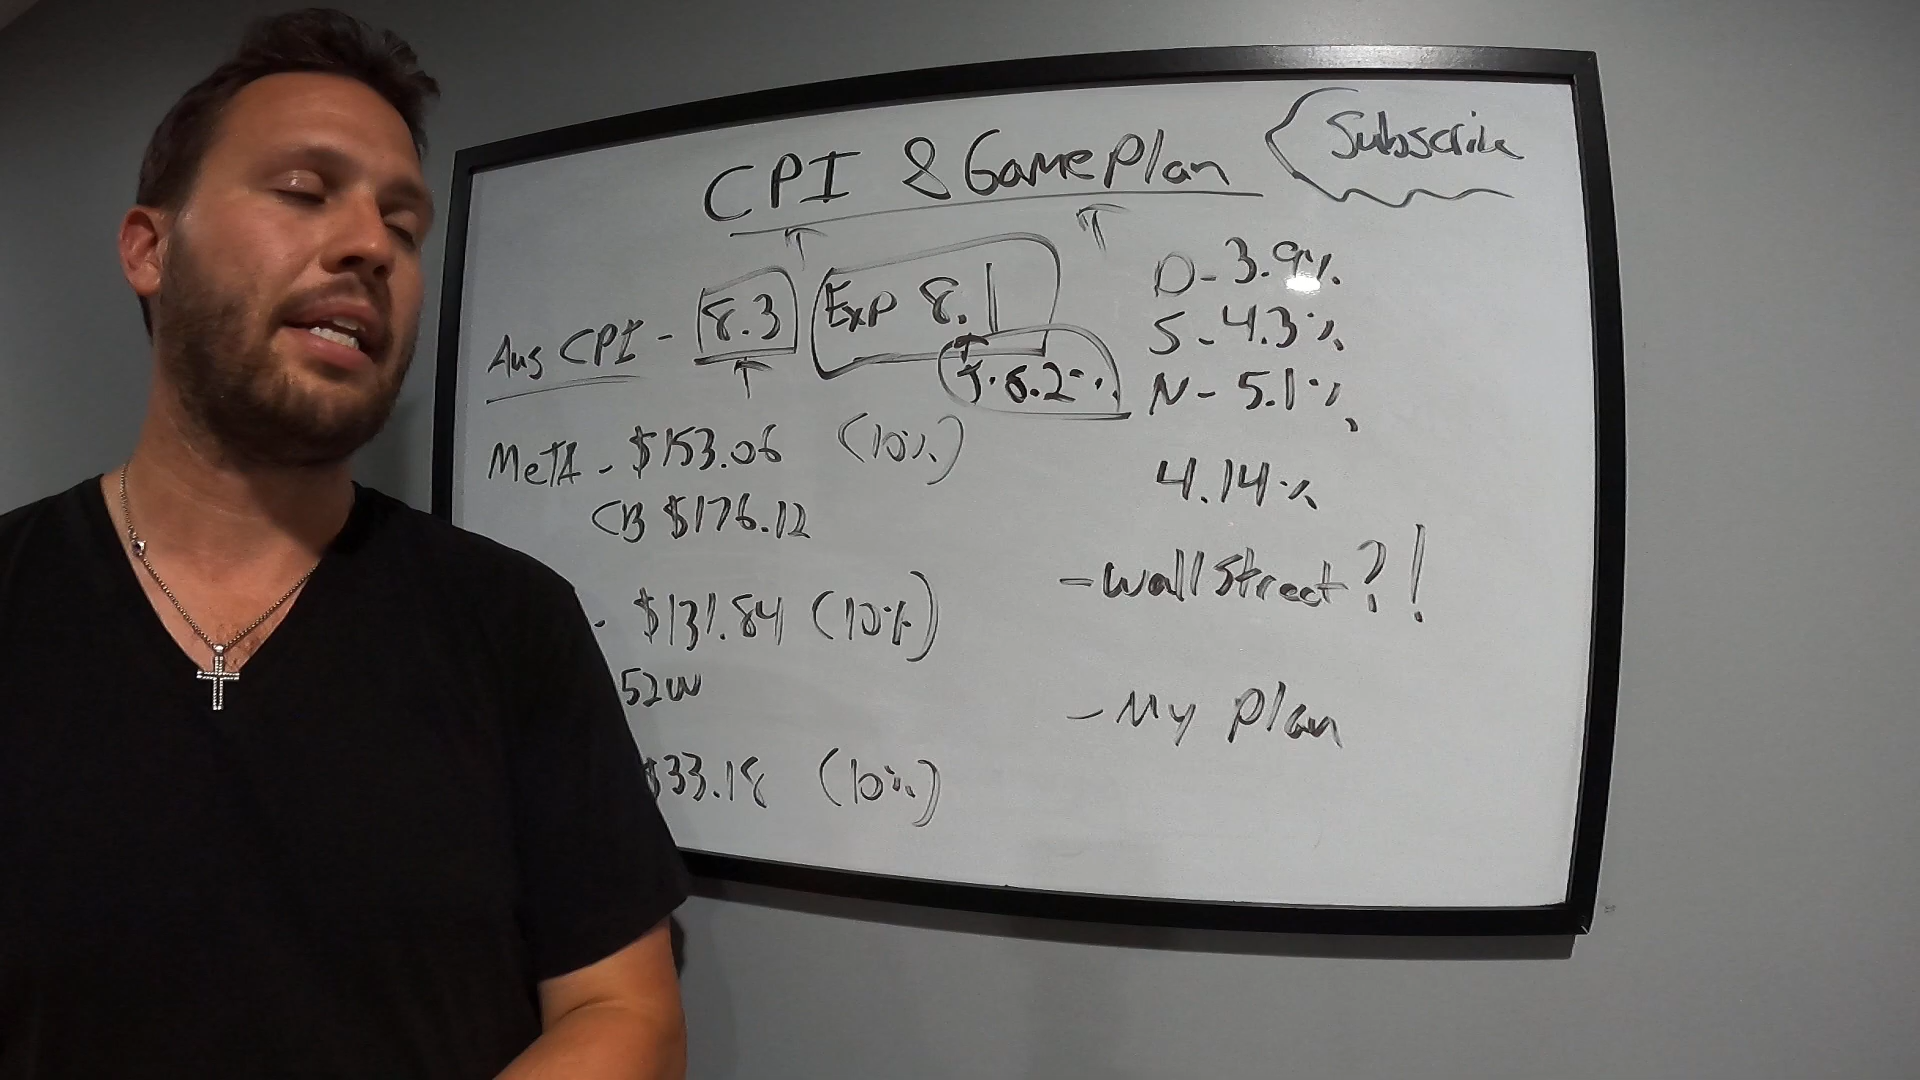 CPI & GamePlan
Subscribe
Aug CPI - 8.3 Exp 8.1
5.2%
META - $153.06 (10%)
CB $176.12
- $131.84 (10%)
52W
$33.18 (10%)
D - 3.9%
S - 4.3%
N - 5.1%
4.14%
- Wall Street?!
- My Plan